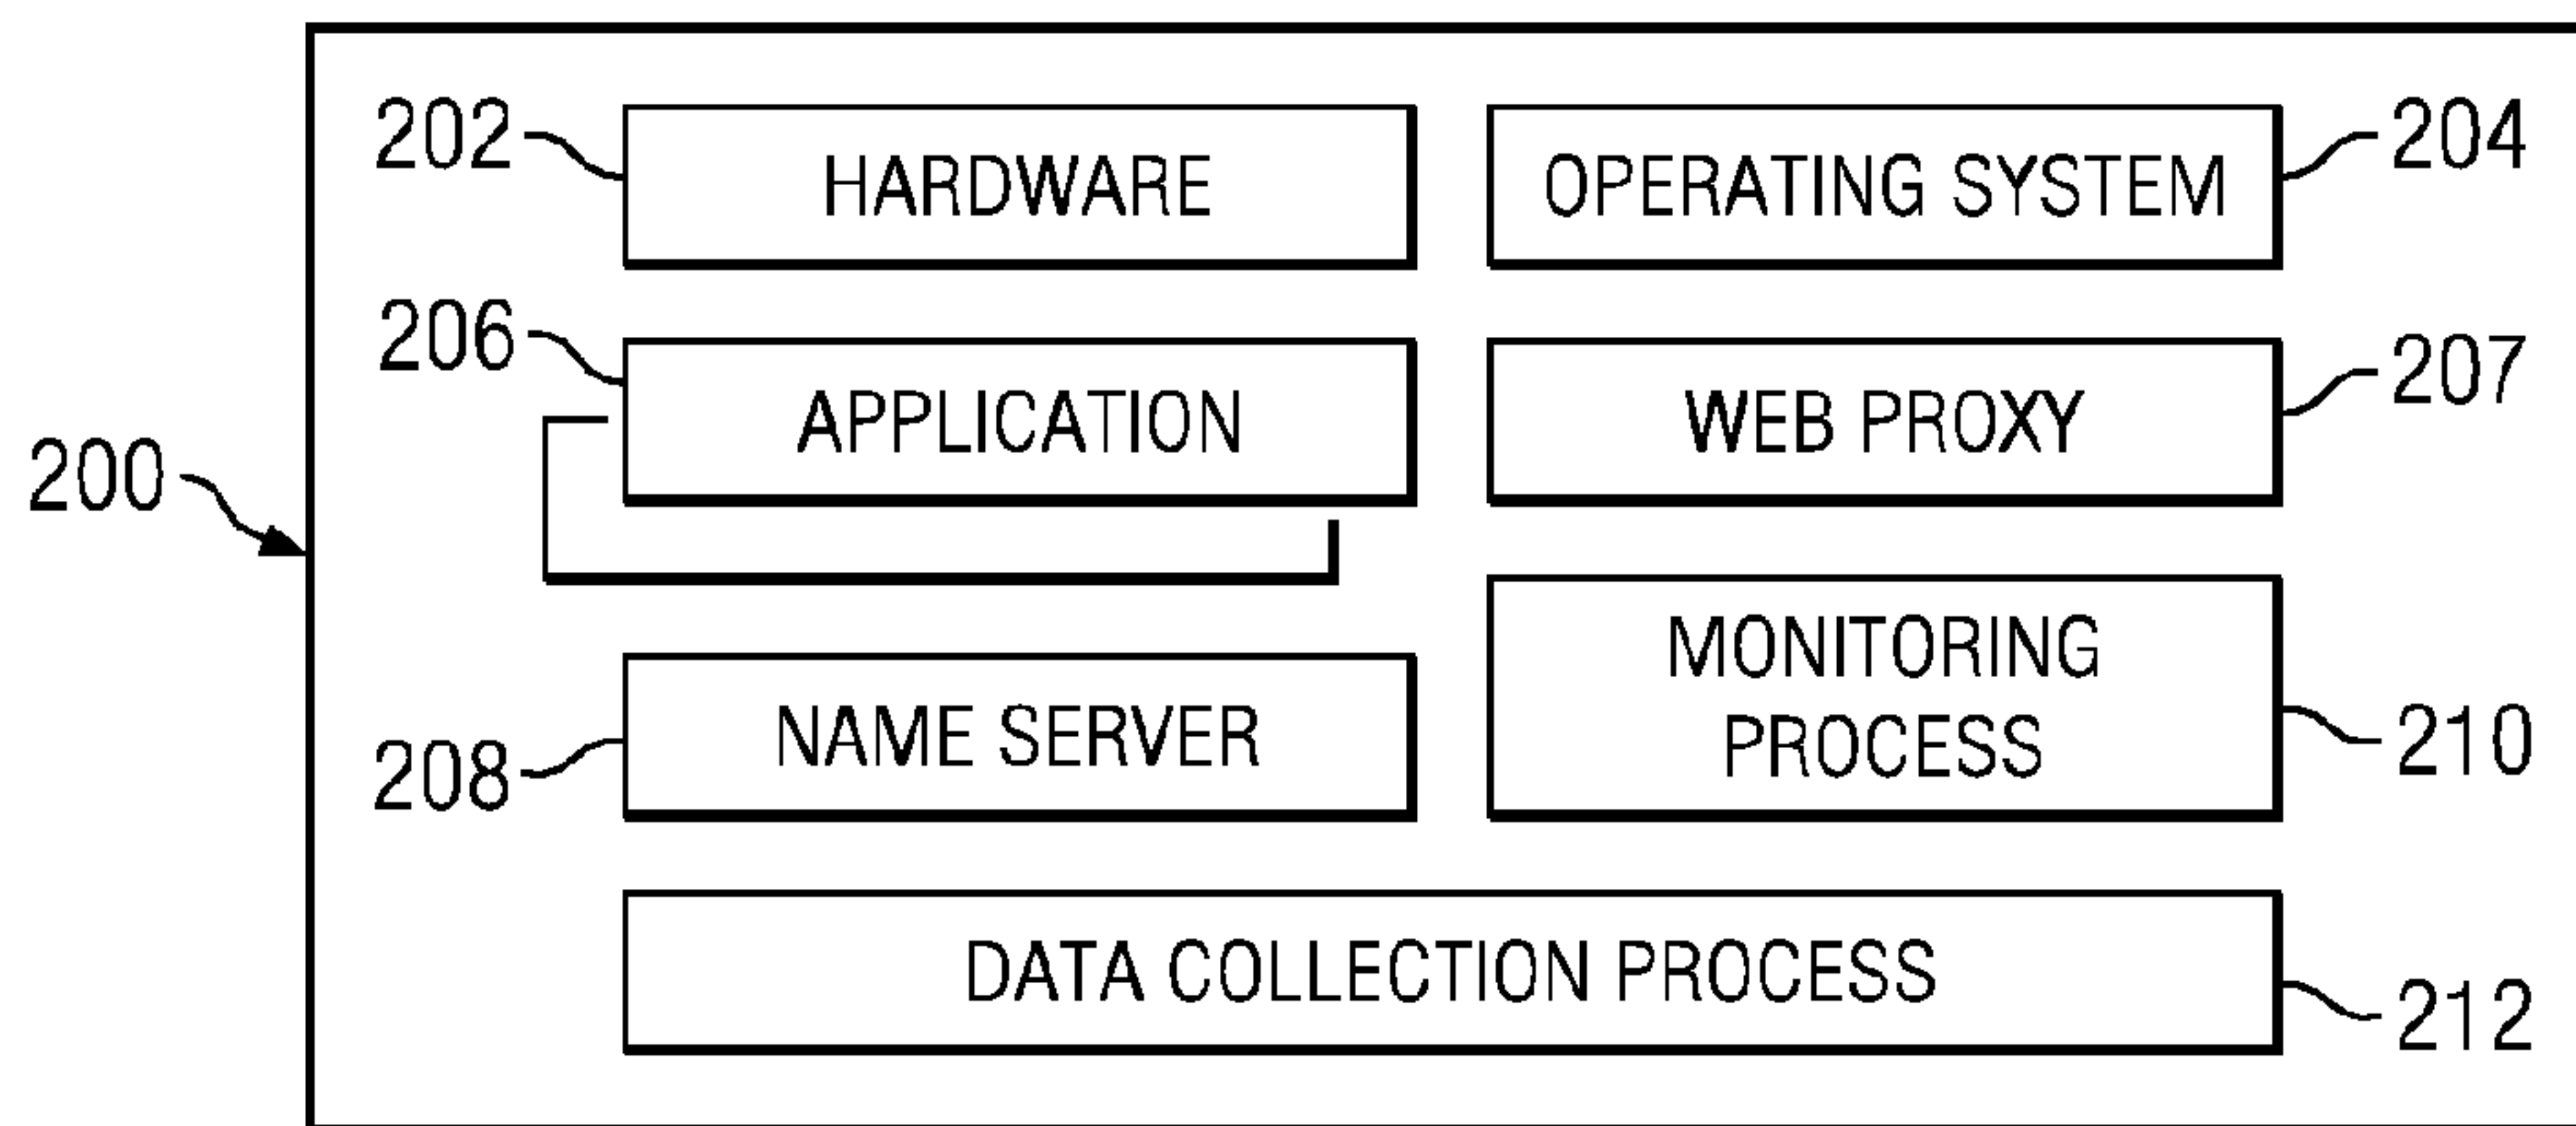 202 HARDWARE OPERATING SYSTEM 204
206 APPLICATION WEB PROXY 207
200
MONITORING
PROCESS 210
208 NAME SERVER
DATA COLLECTION PROCESS 212